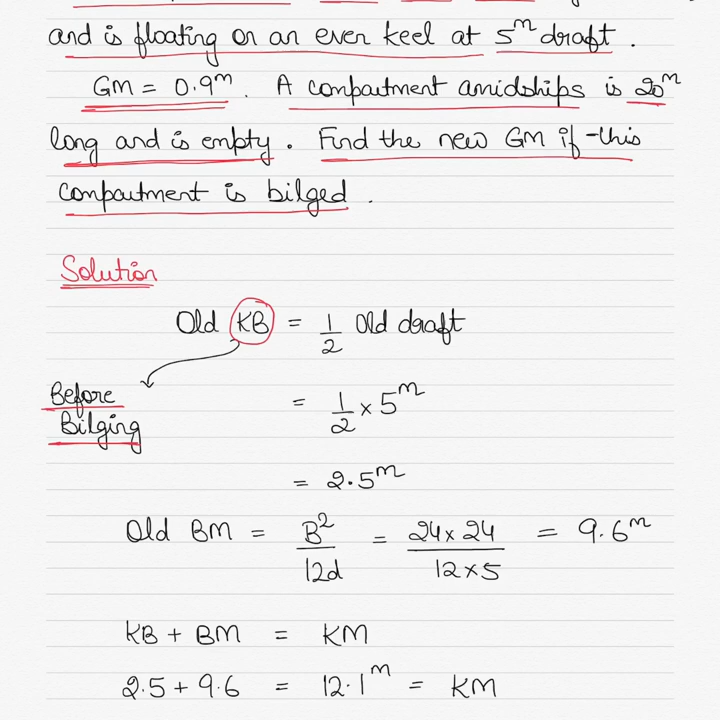 and is floating on an even keel at 5ᵐ draft.
GM = 0.9ᵐ. A compartment amidships is 20ᵐ
long and is empty. Find the new GM if this
compartment is bilged.
Solution
Old KB = 1/2 Old draft
Before
Bilging
= 1/2 × 5ᵐ
= 2.5ᵐ
Old BM = B²/12d = 24×24/12×5 = 9.6ᵐ
KB + BM = KM
2.5 + 9.6 = 12.1ᵐ = KM